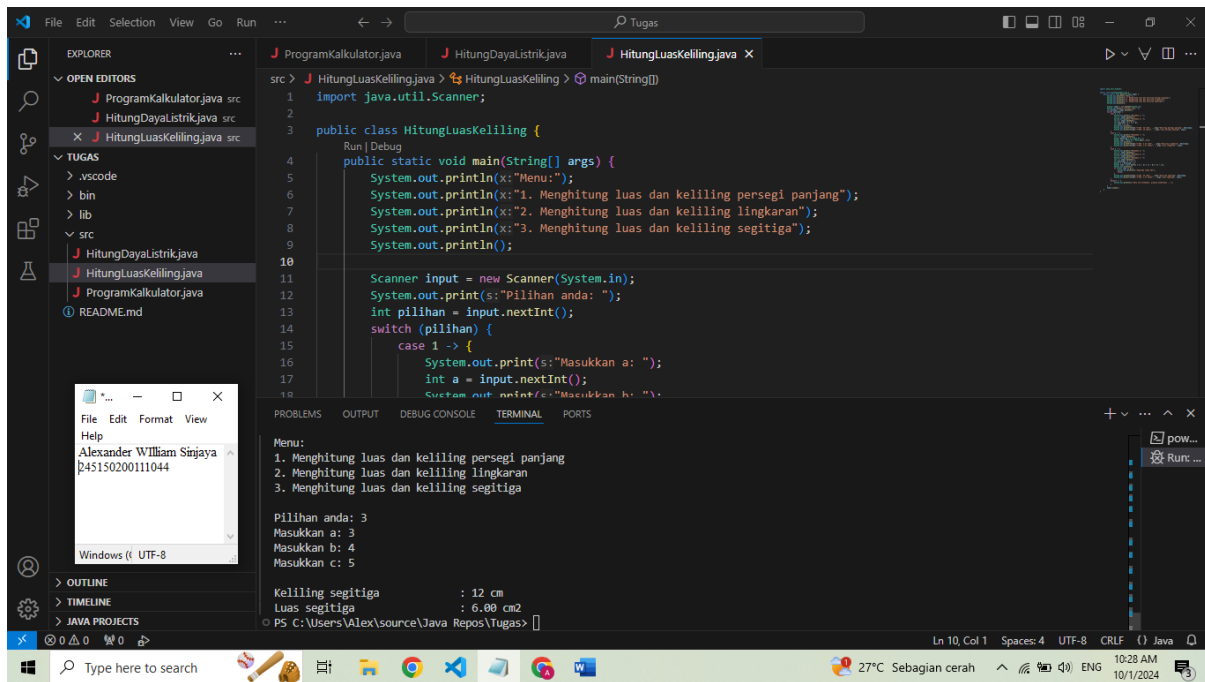 File Edit Selection View Go Run ... Tugas
EXPLORER ...
OPEN EDITORS
J ProgramKalkulator.java src
J HitungDayaListrik.java src
J HitungLuasKeliling.java src
TUGAS
.vscode
bin
lib
src
J HitungDayaListrik.java
J HitungLuasKeliling.java
J ProgramKalkulator.java
README.md
J ProgramKalkulator.java J HitungDayaListrik.java J HitungLuasKeliling.java
src > J HitungLuasKeliling.java > HitungLuasKeliling > main(String[])
1 import java.util.Scanner;
2
3 public class HitungLuasKeliling {
Run | Debug
4 public static void main(String[] args) {
5 System.out.println(x:"Menu:");
6 System.out.println(x:"1. Menghitung luas dan keliling persegi panjang");
7 System.out.println(x:"2. Menghitung luas dan keliling lingkaran");
8 System.out.println(x:"3. Menghitung luas dan keliling segitiga");
9 System.out.println();
10
11 Scanner input = new Scanner(System.in);
12 System.out.print(s:"Pilihan anda: ");
13 int pilihan = input.nextInt();
14 switch (pilihan) {
15 case 1 -> {
16 System.out.print(s:"Masukkan a: ");
17 int a = input.nextInt();
18 System.out.print(s:"Masukkan b: ");
*...
File Edit Format View
Help
Alexander WIlliam Sinjaya
245150200111044
Windows ( UTF-8
PROBLEMS OUTPUT DEBUG CONSOLE TERMINAL PORTS
pow...
Run: ...
Menu:
1. Menghitung luas dan keliling persegi panjang
2. Menghitung luas dan keliling lingkaran
3. Menghitung luas dan keliling segitiga
Pilihan anda: 3
Masukkan a: 3
Masukkan b: 4
Masukkan c: 5
Keliling segitiga : 12 cm
Luas segitiga : 6.00 cm2
PS C:\Users\Alex\source\Java Repos\Tugas>
OUTLINE
TIMELINE
JAVA PROJECTS
0 0 0 Ln 10, Col 1 Spaces: 4 UTF-8 CRLF {} Java
Type here to search 27°C Sebagian cerah ENG 10:28 AM
10/1/2024 3